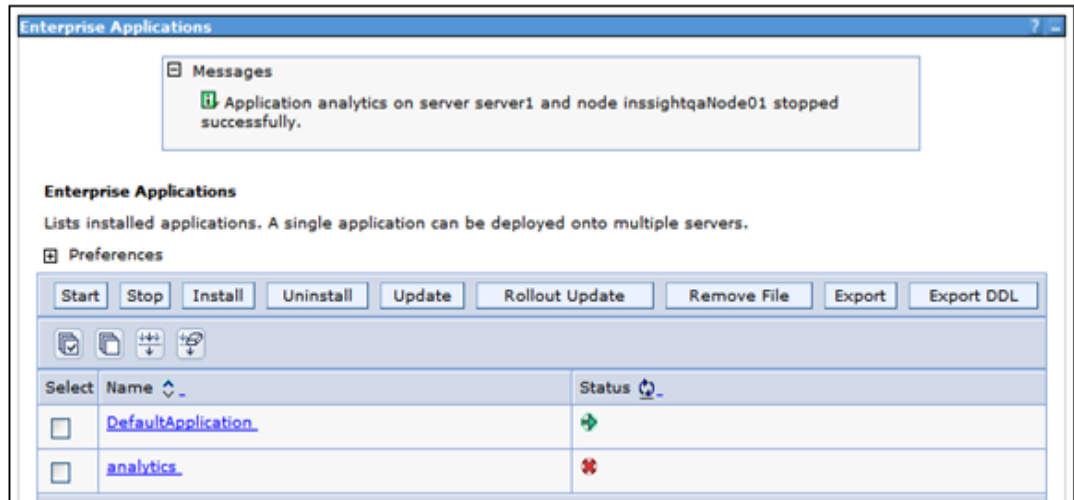 Enterprise Applications ? _
Messages
Application analytics on server server1 and node inssightqaNode01 stopped
successfully.
Enterprise Applications
Lists installed applications. A single application can be deployed onto multiple servers.
Preferences
Start Stop Install Uninstall Update Rollout Update Remove File Export Export DDL
Select Name Status
DefaultApplication
analytics